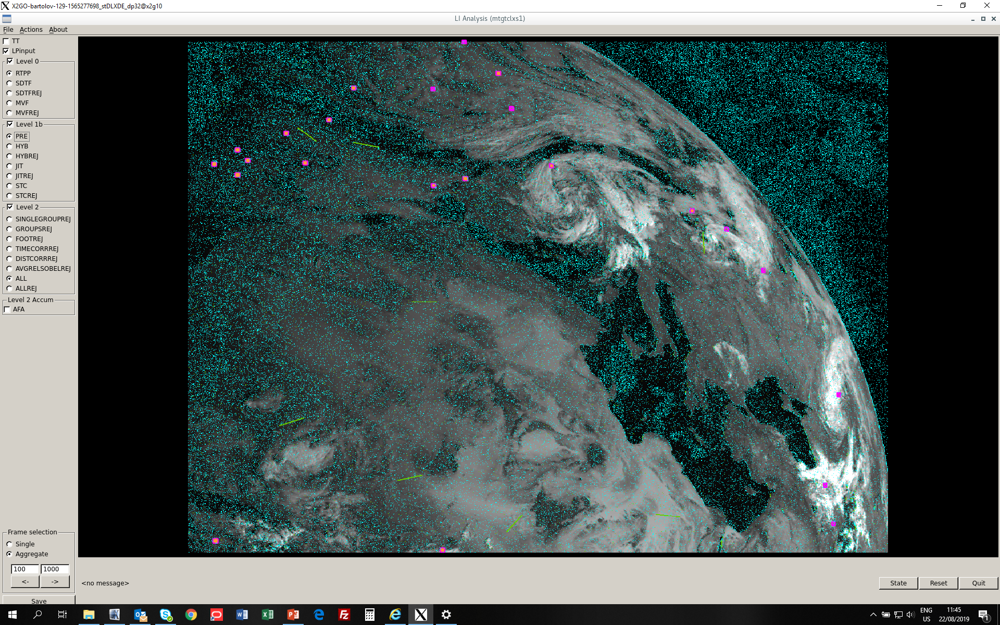 X2GO-bartolov-129-1565277698_stDLXDE_dp32@x2g10
LI Analysis (mtgtclxs1)
File Actions About
TT
LPinput
Level 0
RTPP
SDTF
SDTFREJ
MVF
MVFREJ
Level 1b
PRE
HYB
HYBREJ
JIT
JITREJ
STC
STCREJ
Level 2
SINGLEGROUPREJ
GROUPSREJ
FOOTREJ
TIMECORRREJ
DISTCORRREJ
AVGRELSOBELREJ
ALL
ALLREJ
Level 2 Accum
AFA
Frame selection
Single
Aggregate
100 1000
<- ->
Save
<no message>
State Reset Quit
ENG
US
11:45
22/08/2019
1